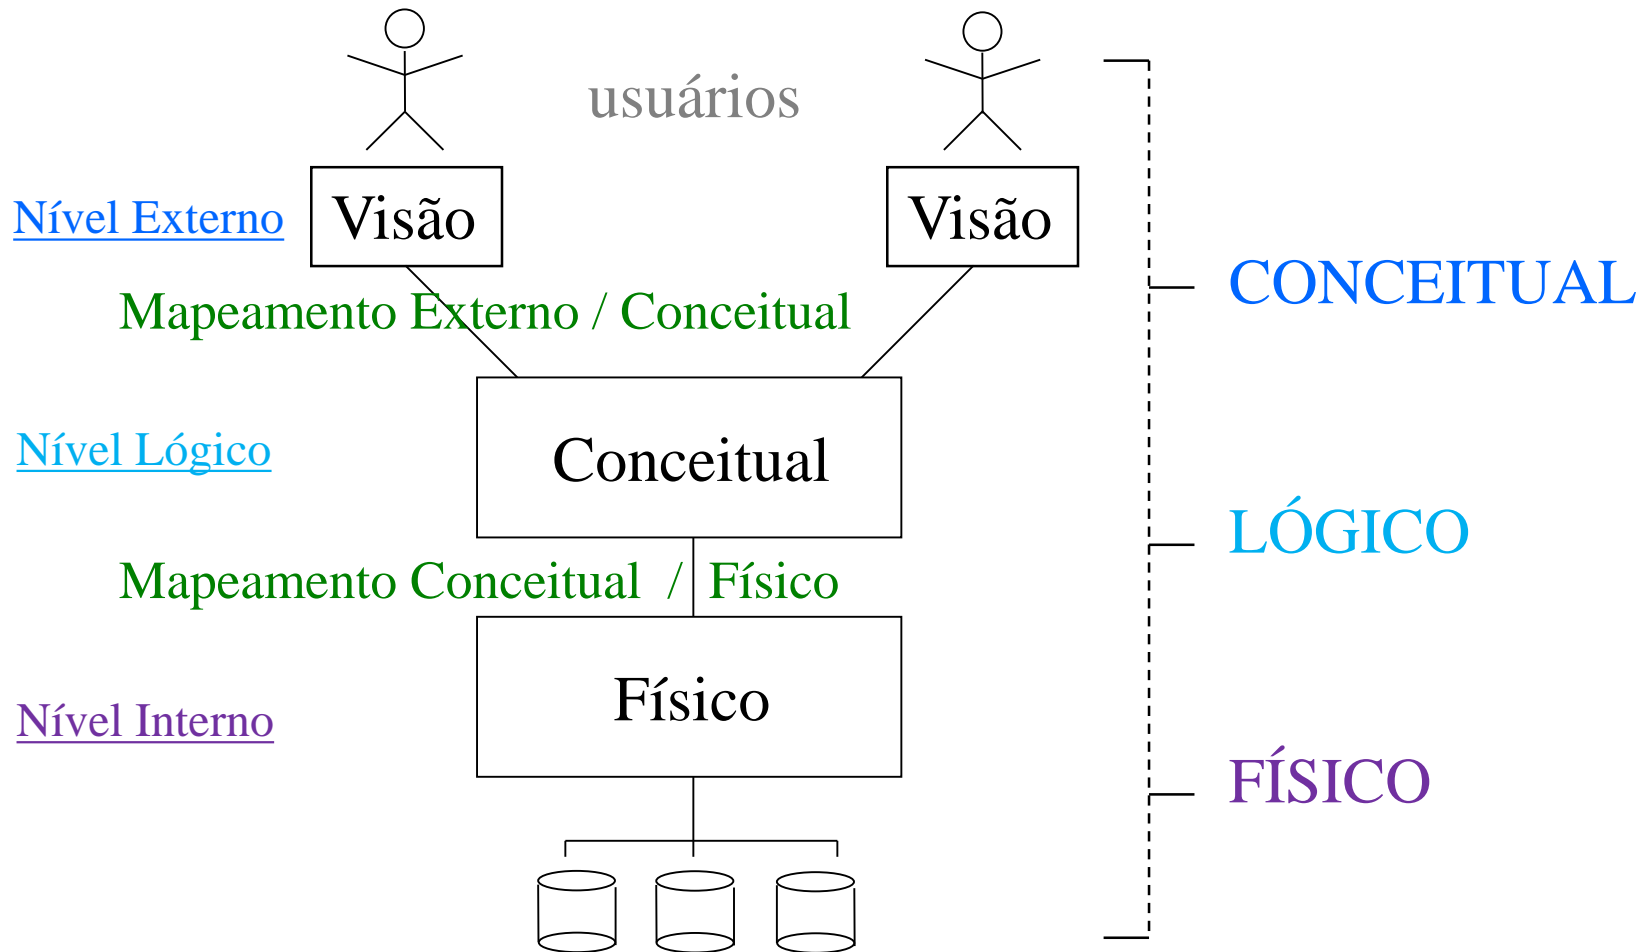 usuários
Nível Externo
Visão
Visão
CONCEITUAL
Mapeamento Externo / Conceitual
Nível Lógico
Conceitual
LÓGICO
Mapeamento Conceitual / Físico
Nível Interno
Físico
FÍSICO